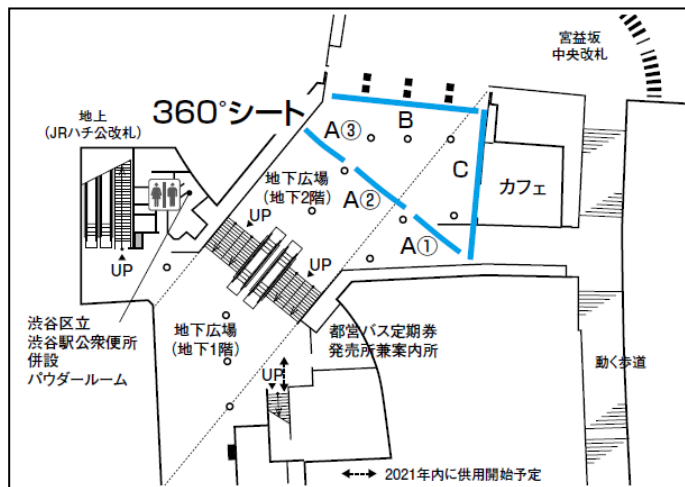 宮益坂
中央改札
地上
(JRハチ公改札)
360°シート
A③
B
C
カフェ
地下広場
(地下2階)
A②
A①
UP
UP
UP
渋谷区立
渋谷駅公衆便所
併設
パウダールーム
地下広場
(地下1階)
都営バス定期券
発売所兼案内所
UP
動く歩道
2021年内に供用開始予定